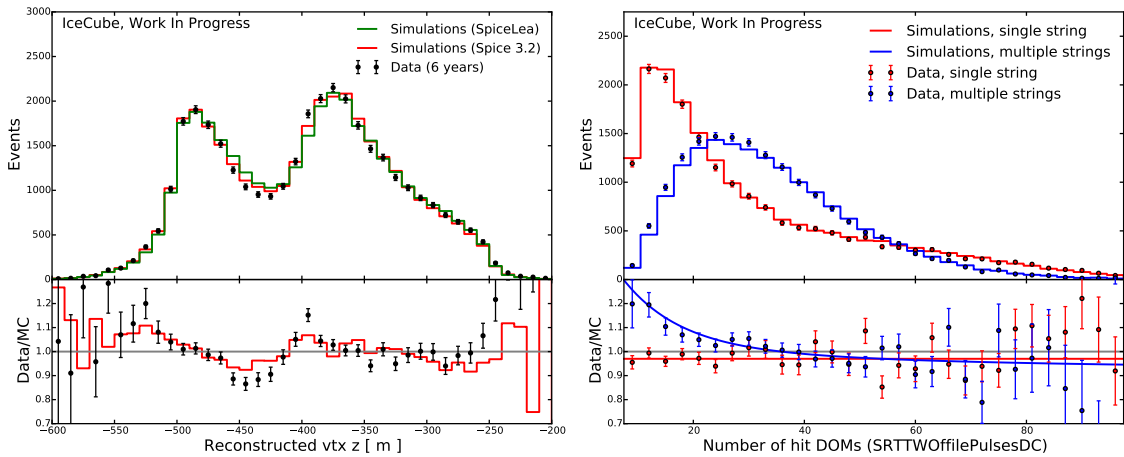 IceCube, Work In Progress
Simulations (SpiceLea)
Simulations (Spice 3.2)
Data (6 years)
Events
3000
2500
2000
1500
1000
500
0
Data/MC
1.2
1.1
1.0
0.9
0.8
0.7
−600 −550 −500 −450 −400 −350 −300 −250 −200
Reconstructed vtx z [ m ]
IceCube, Work In Progress
Simulations, single string
Simulations, multiple strings
Data, single string
Data, multiple strings
Events
2500
2000
1500
1000
500
0
Data/MC
1.2
1.1
1.0
0.9
0.8
0.7
20 40 60 80
Number of hit DOMs (SRTTWOffilePulsesDC)